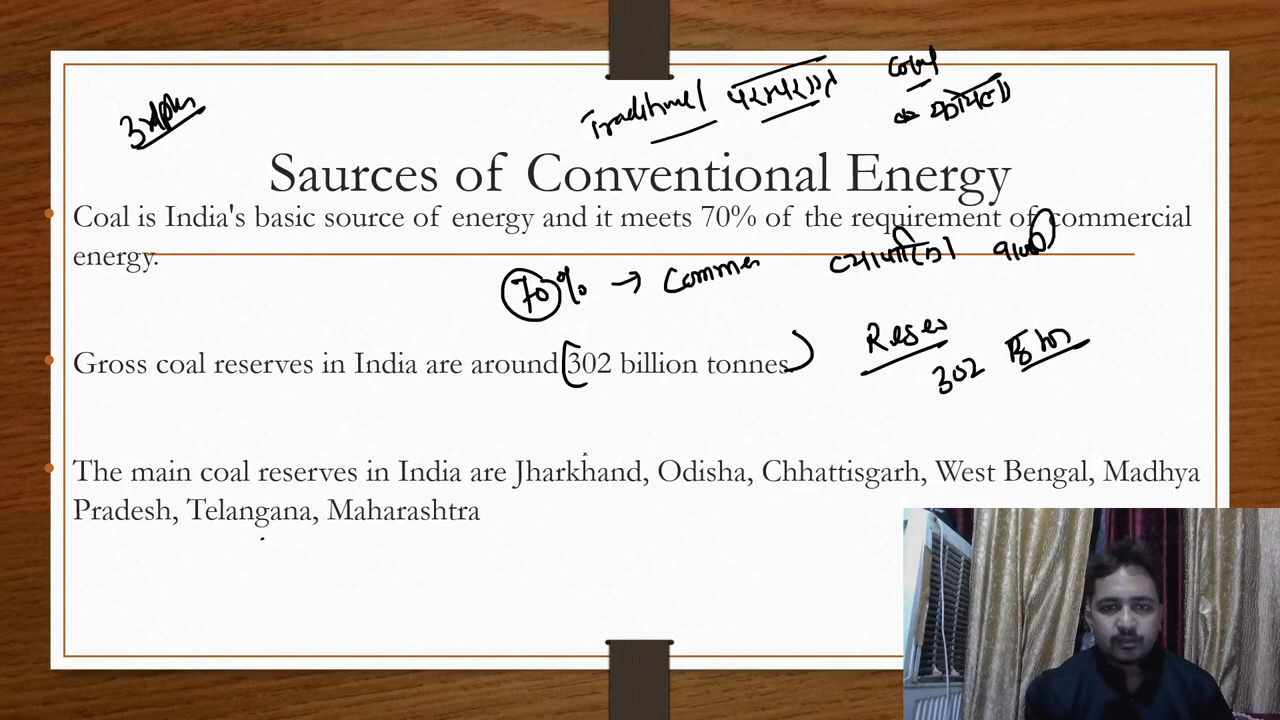 Traditional
Coal
Saurces of Conventional Energy
Coal is India's basic source of energy and it meets 70% of the requirement of commercial
energy.
70% → Comme
Gross coal reserves in India are around 302 billion tonnes
302
The main coal reserves in India are Jharkhand, Odisha, Chhattisgarh, West Bengal, Madhya
Pradesh, Telangana, Maharashtra